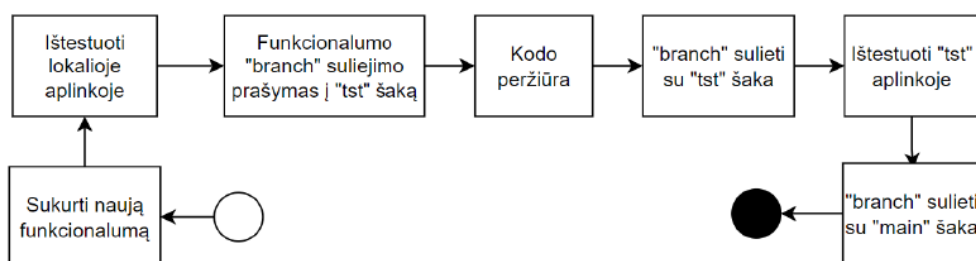 Ištestuoti
lokalioje
aplinkoje
Funkcionalumo
"branch" suliejimo
prašymas į "tst" šaką
Kodo
peržiūra
"branch" sulieti
su "tst" šaka
Ištestuoti "tst"
aplinkoje
Sukurti naują
funkcionalumą
"branch" sulieti
su "main" šaka